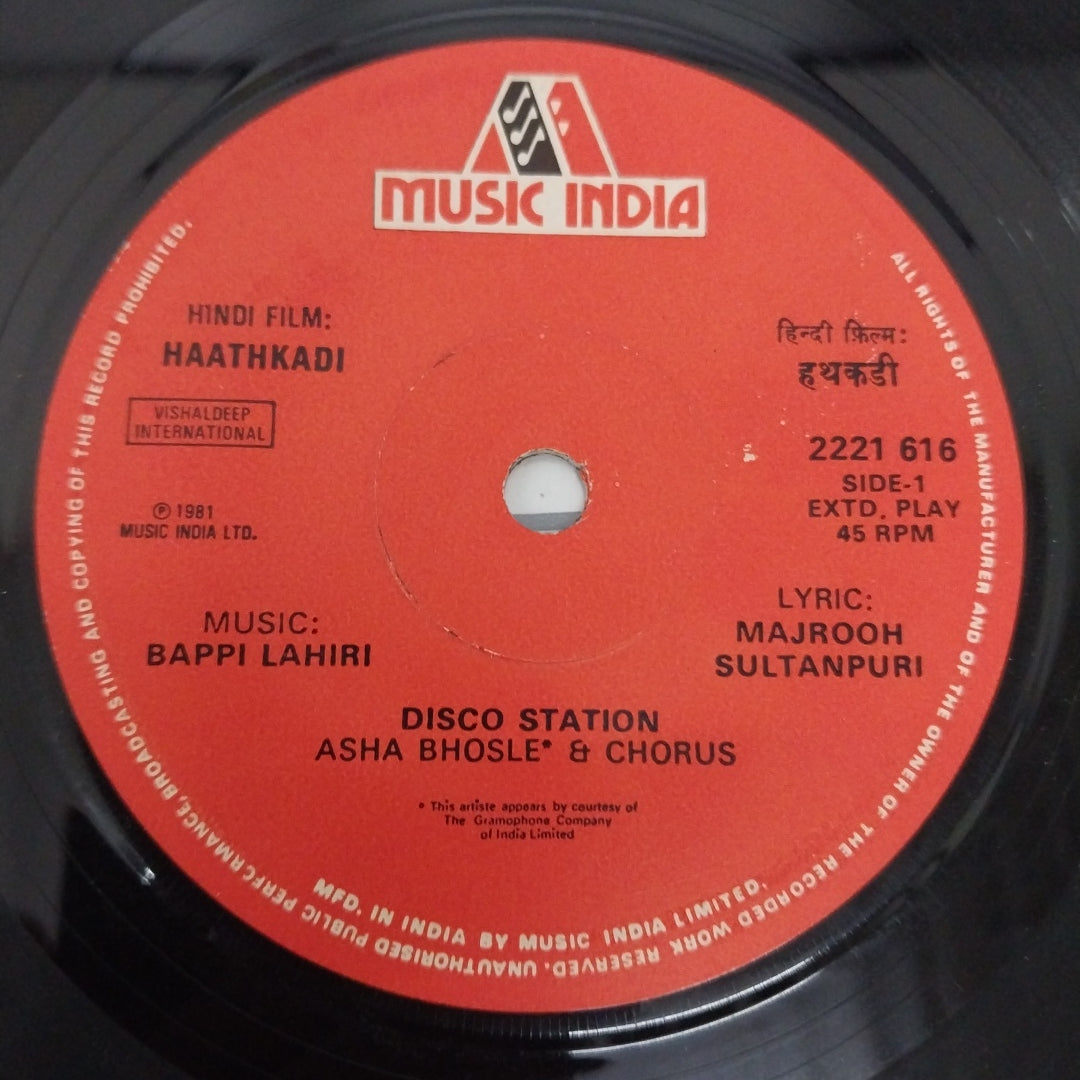 MUSIC INDIA
HINDI FILM:
HAATHKADI
VISHALDEEP
INTERNATIONAL
℗ 1981
MUSIC INDIA LTD.
हिन्दी फ़िल्म:
हथकडी
2221 616
SIDE-1
EXTD. PLAY
45 RPM
MUSIC:
BAPPI LAHIRI
LYRIC:
MAJROOH
SULTANPURI
DISCO STATION
ASHA BHOSLE* & CHORUS
* This artiste appears by courtesy of
The Gramophone Company
of India Limited
MFD. IN INDIA BY MUSIC INDIA LIMITED.
ALL RIGHTS OF THE MANUFACTURER AND OF THE OWNER OF THE RECORDED WORK RESERVED. UNAUTHORISED PUBLIC PERFORMANCE, BROADCASTING AND COPYING OF THIS RECORD PROHIBITED.